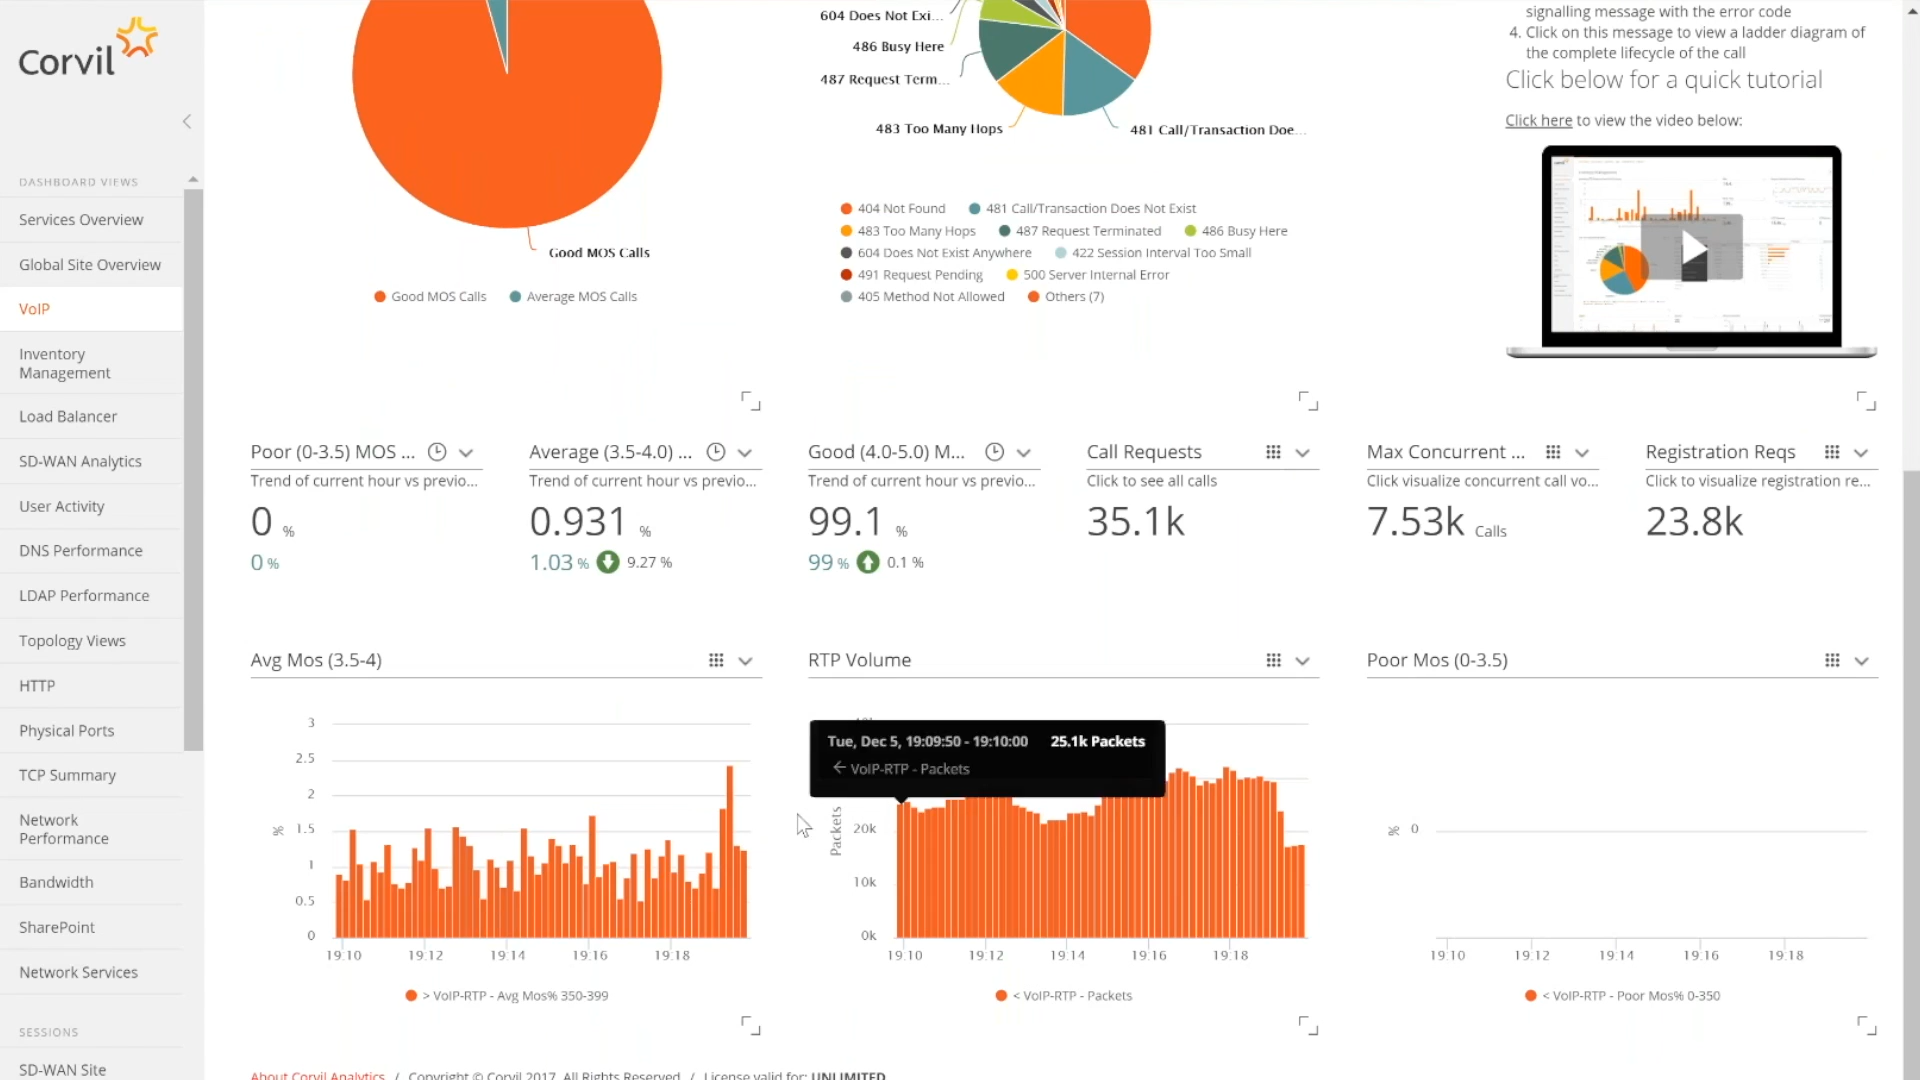 Corvil
DASHBOARD VIEWS
Services Overview
Global Site Overview
VoIP
Inventory
Management
Load Balancer
SD-WAN Analytics
User Activity
DNS Performance
LDAP Performance
Topology Views
HTTP
Physical Ports
TCP Summary
Network
Performance
Bandwidth
SharePoint
Network Services
SESSIONS
SD-WAN Site
Good MOS Calls
Good MOS Calls
Average MOS Calls
604 Does Not Exi...
486 Busy Here
487 Request Term...
483 Too Many Hops
481 Call/Transaction Doe...
404 Not Found
481 Call/Transaction Does Not Exist
483 Too Many Hops
487 Request Terminated
486 Busy Here
604 Does Not Exist Anywhere
422 Session Interval Too Small
491 Request Pending
500 Server Internal Error
405 Method Not Allowed
Others (7)
signalling message with the error code
4. Click on this message to view a ladder diagram of
the complete lifecycle of the call
Click below for a quick tutorial
Click here to view the video below:
Poor (0-3.5) MOS ...
Trend of current hour vs previo...
0 %
0 %
Average (3.5-4.0) ...
Trend of current hour vs previo...
0.931 %
1.03 % 9.27 %
Good (4.0-5.0) M...
Trend of current hour vs previo...
99.1 %
99 % 0.1 %
Call Requests
Click to see all calls
35.1k
Max Concurrent ...
Click visualize concurrent call vo...
7.53k Calls
Registration Reqs
Click to visualize registration re...
23.8k
Avg Mos (3.5-4)
3
2.5
2
1.5
1
0.5
0
%
19:10 19:12 19:14 19:16 19:18
> VoIP-RTP - Avg Mos% 350-399
RTP Volume
Tue, Dec 5, 19:09:50 - 19:10:00 25.1k Packets
← VoIP-RTP - Packets
20k
10k
0k
Packets
19:10 19:12 19:14 19:16 19:18
< VoIP-RTP - Packets
Poor Mos (0-3.5)
% 0
19:10 19:12 19:14 19:16 19:18
< VoIP-RTP - Poor Mos% 0-350
About Corvil Analytics / Copyright © Corvil 2017. All Rights Reserved / License valid for: UNLIMITED